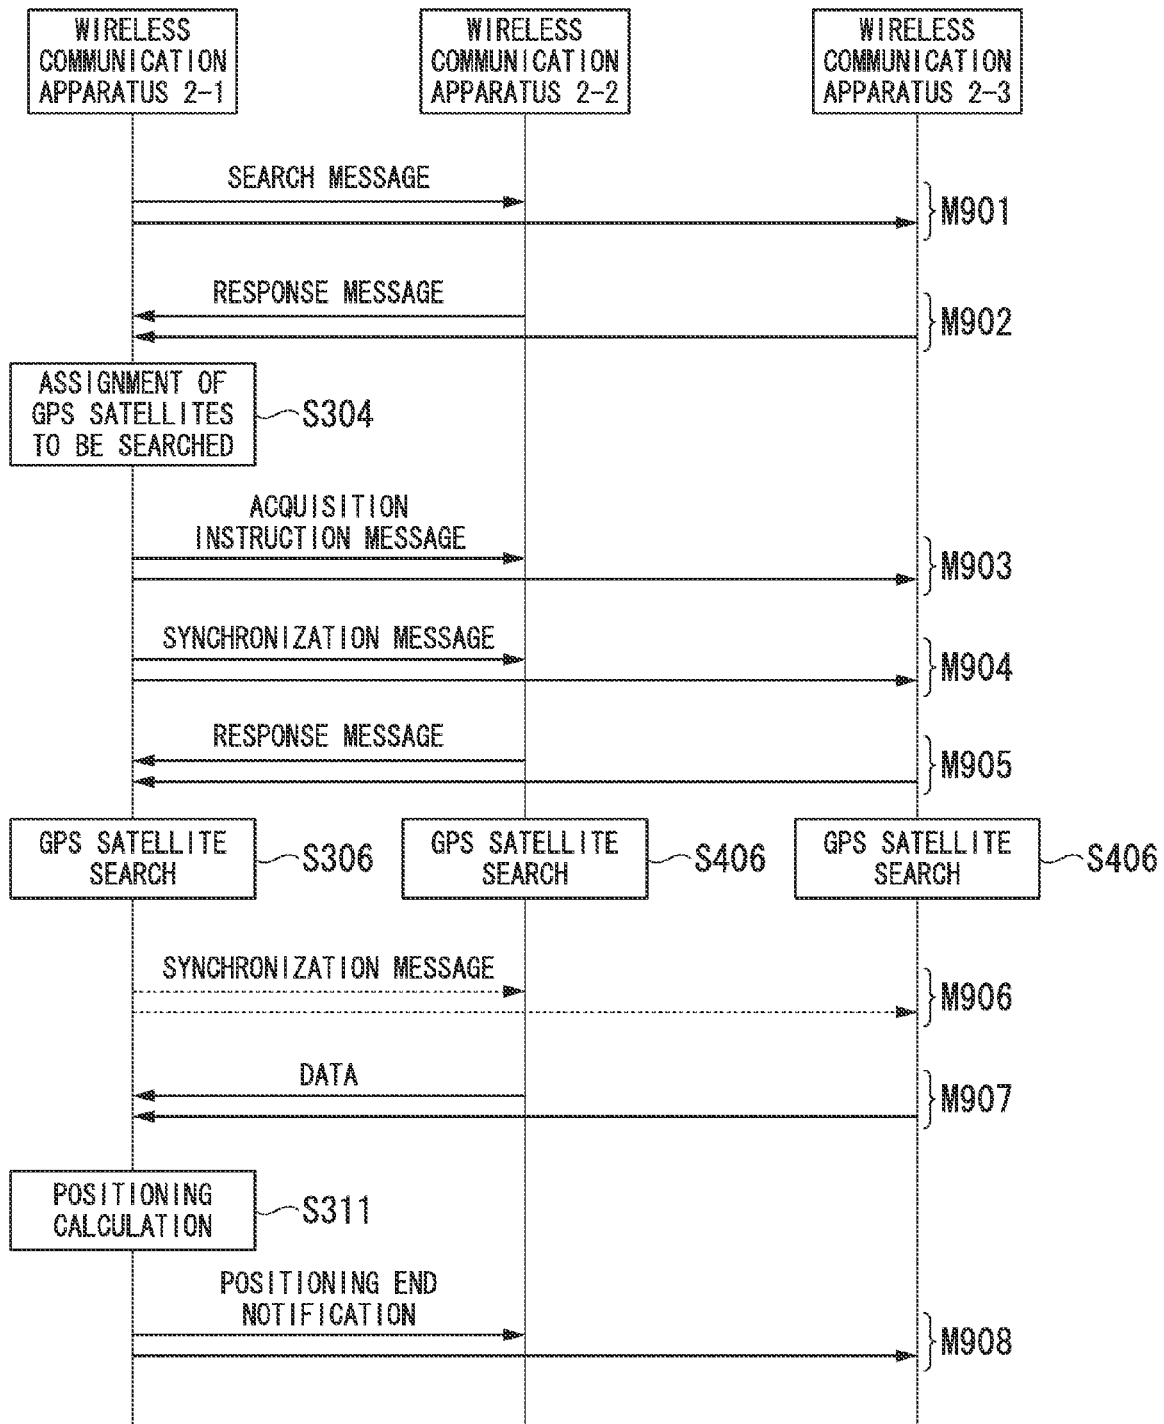 WIRELESS
COMMUNICATION
APPARATUS 2-1
WIRELESS
COMMUNICATION
APPARATUS 2-2
WIRELESS
COMMUNICATION
APPARATUS 2-3
SEARCH MESSAGE
M901
RESPONSE MESSAGE
M902
ASSIGNMENT OF
GPS SATELLITES
TO BE SEARCHED
S304
ACQUISITION
INSTRUCTION MESSAGE
M903
SYNCHRONIZATION MESSAGE
M904
RESPONSE MESSAGE
M905
GPS SATELLITE
SEARCH
S306
GPS SATELLITE
SEARCH
S406
GPS SATELLITE
SEARCH
S406
SYNCHRONIZATION MESSAGE
M906
DATA
M907
POSITIONING
CALCULATION
S311
POSITIONING END
NOTIFICATION
M908